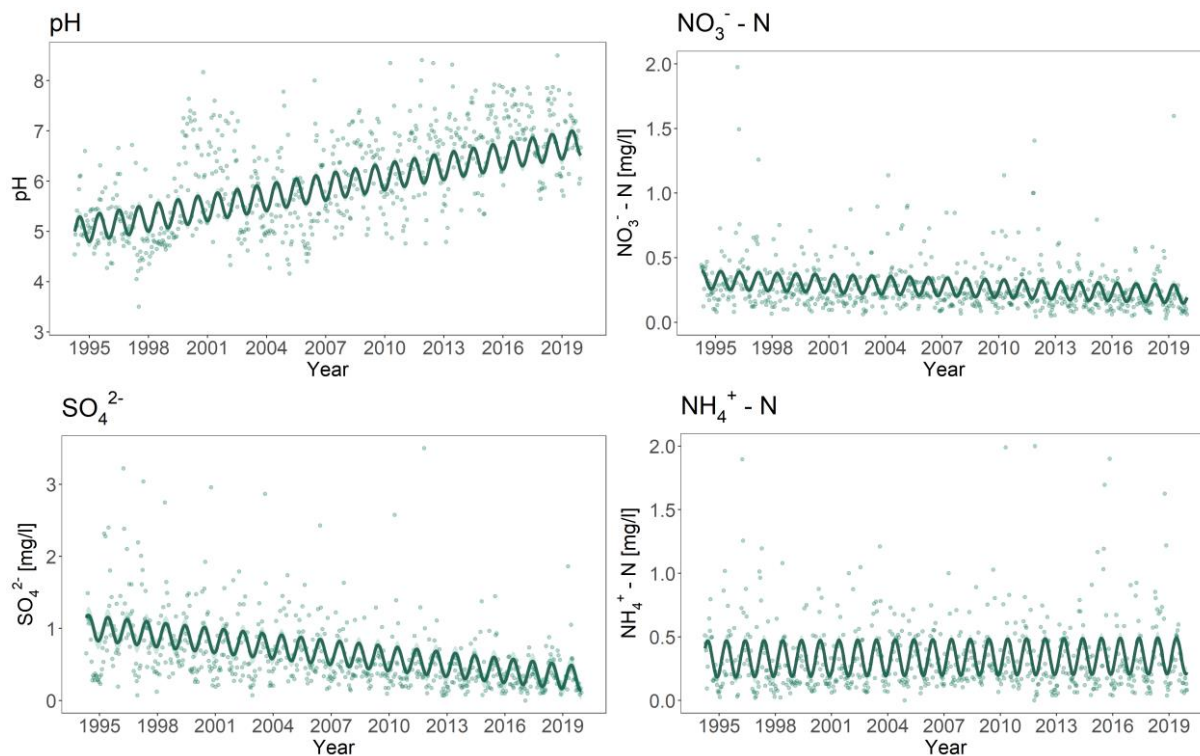 pH
8
7
6
5
4
3
pH
1995 1998 2001 2004 2007 2010 2013 2016 2019
Year
NO₃⁻ - N
2.0
1.5
1.0
0.5
0.0
NO₃⁻ - N [mg/l]
1995 1998 2001 2004 2007 2010 2013 2016 2019
Year
SO₄²⁻
3
2
1
0
SO₄²⁻ [mg/l]
1995 1998 2001 2004 2007 2010 2013 2016 2019
Year
NH₄⁺ - N
2.0
1.5
1.0
0.5
0.0
NH₄⁺ - N [mg/l]
1995 1998 2001 2004 2007 2010 2013 2016 2019
Year